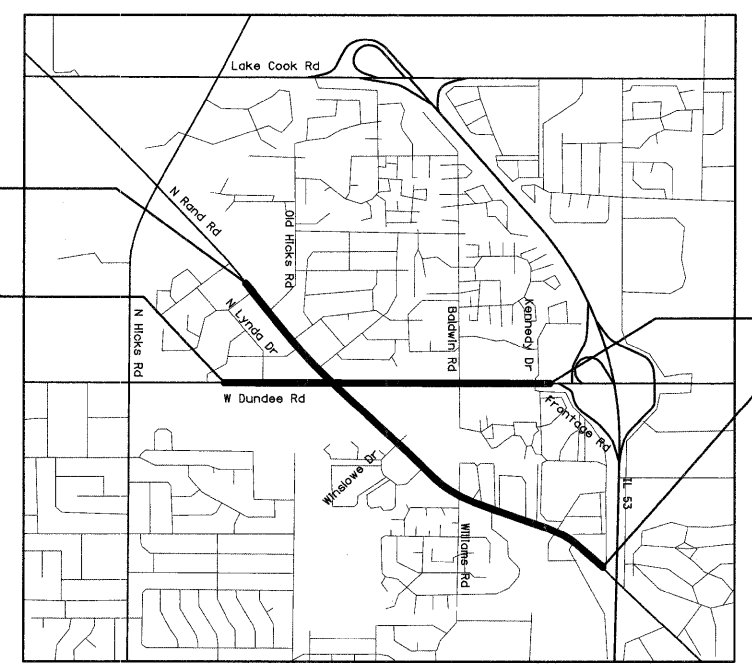 Lake Cook Rd
N Rand Rd
Old Hicks Rd
N Lynda Dr
N Hicks Rd
Baldwin Rd
Kennedy Dr
W Dundee Rd
Frontage Rd
Winslowe Dr
IL 53
Williams Rd